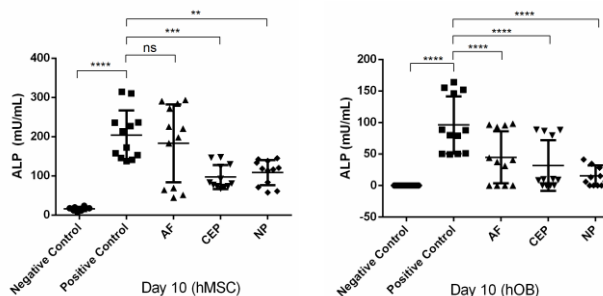 **
***
ns
****
ALP (mU/mL)
400
300
200
100
0
Negative Control
Positive Control
AF
CEP
NP
Day 10 (hMSC)
****
****
****
****
ALP (mU/mL)
200
150
100
50
0
-50
Negative Control
Positive Control
AF
CEP
NP
Day 10 (hOB)